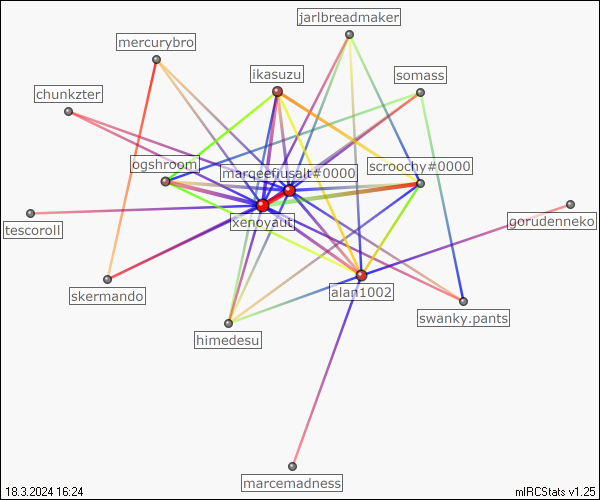 jarlbreadmaker
mercurybro
ikasuzu
somass
chunkzter
ogshroom
marqeefiusalt#0000
scroochy#0000
xenoyaut
gorudenneko
tescoroll
skermando
alan1002
swanky.pants
himedesu
marcemadness
18.3.2024 16:24
mIRCStats v1.25